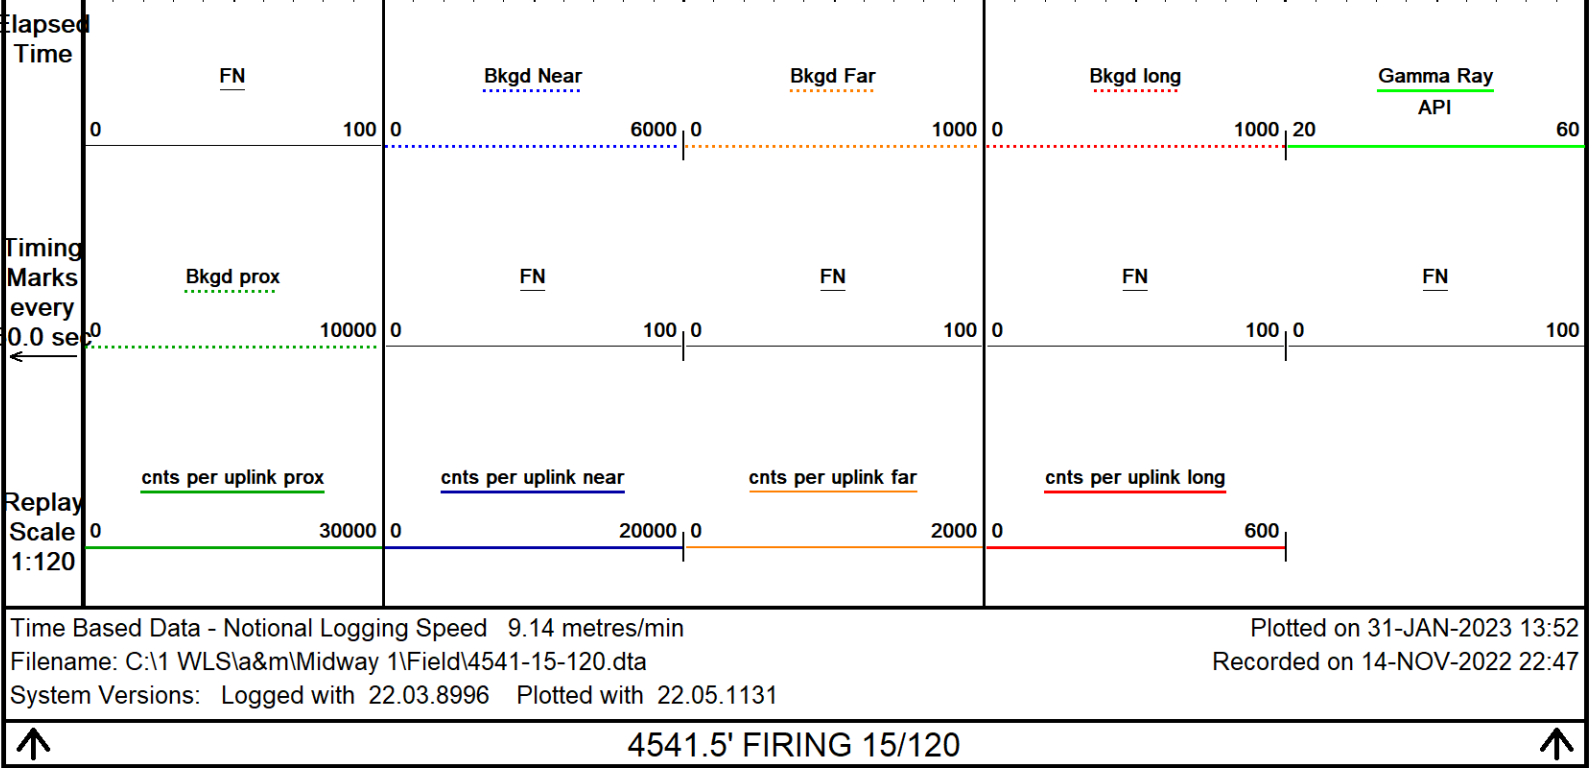 Elapsed
Time
FN
Bkgd Near
Bkgd Far
Bkgd long
Gamma Ray
API
0 100 0 6000 0 1000 0 1000 20 60
Timing
Marks
every
0.0 sec
Bkgd prox
FN
FN
FN
FN
0 10000 0 100 0 100 0 100 0 100
cnts per uplink prox
cnts per uplink near
cnts per uplink far
cnts per uplink long
Replay
Scale
1:120
0 30000 0 20000 0 2000 0 600
Time Based Data - Notional Logging Speed 9.14 metres/min
Plotted on 31-JAN-2023 13:52
Filename: C:\1 WLS\a&m\Midway 1\Field\4541-15-120.dta
Recorded on 14-NOV-2022 22:47
System Versions: Logged with 22.03.8996 Plotted with 22.05.1131
4541.5' FIRING 15/120